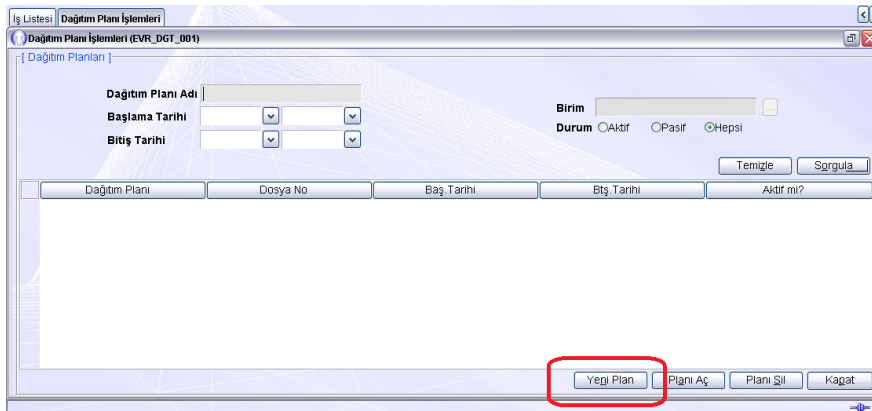 İş Listesi Dağıtım Planı İşlemleri
Dağıtım Planı İşlemleri (EVR_DGT_001)
[ Dağıtım Planları ]
Dağıtım Planı Adı
Başlama Tarihi
Bitiş Tarihi
Birim ...
Durum Aktif Pasif Hepsi
Temizle Sorgula
Dağıtım Planı Dosya No Baş.Tarihi Btş.Tarihi Aktif mi?
Yeni Plan Planı Aç Planı Sil Kapat